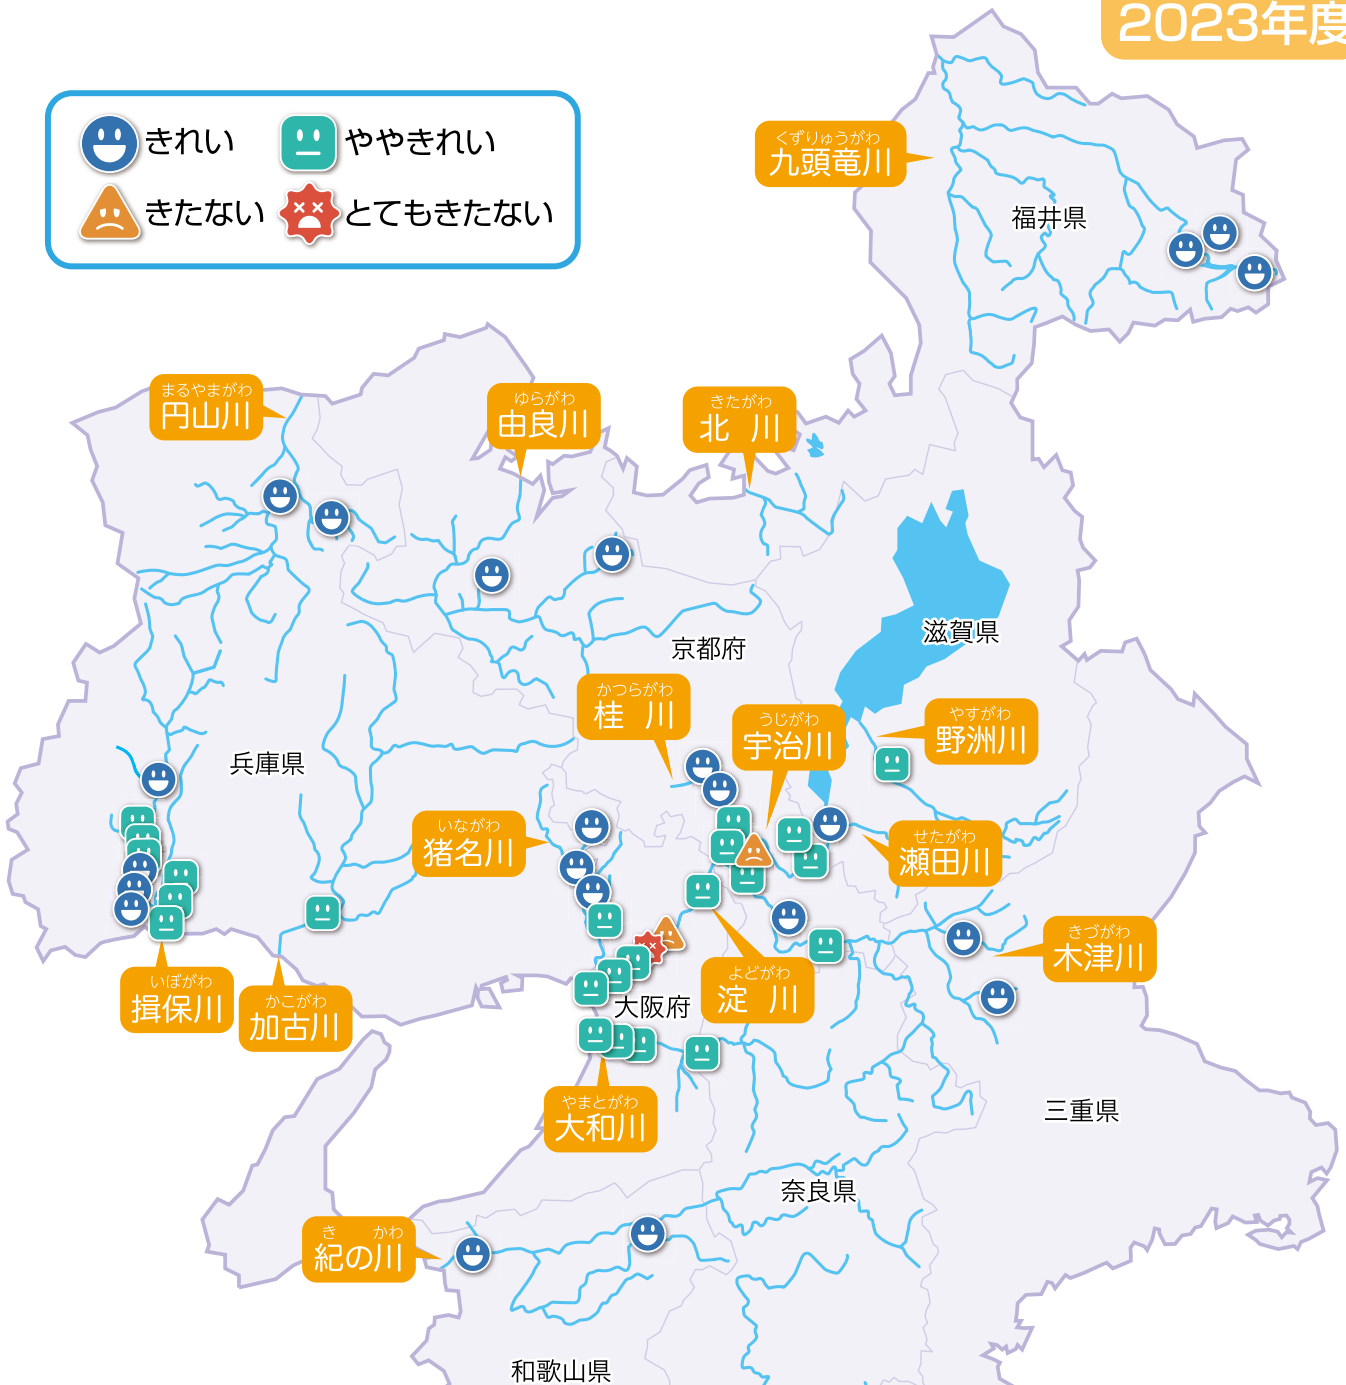 2023年度
きれい
ややきれい
きたない
とてもきたない
くずりゅうがわ
九頭竜川
福井県
まるやまがわ
円山川
ゆらがわ
由良川
きたがわ
北 川
滋賀県
京都府
かつらがわ
桂 川
うじがわ
宇治川
やすがわ
野洲川
兵庫県
いながわ
猪名川
せたがわ
瀬田川
きづがわ
木津川
いぼがわ
揖保川
かこがわ
加古川
よどがわ
淀 川
大阪府
やまとがわ
大和川
三重県
奈良県
き かわ
紀の川
和歌山県